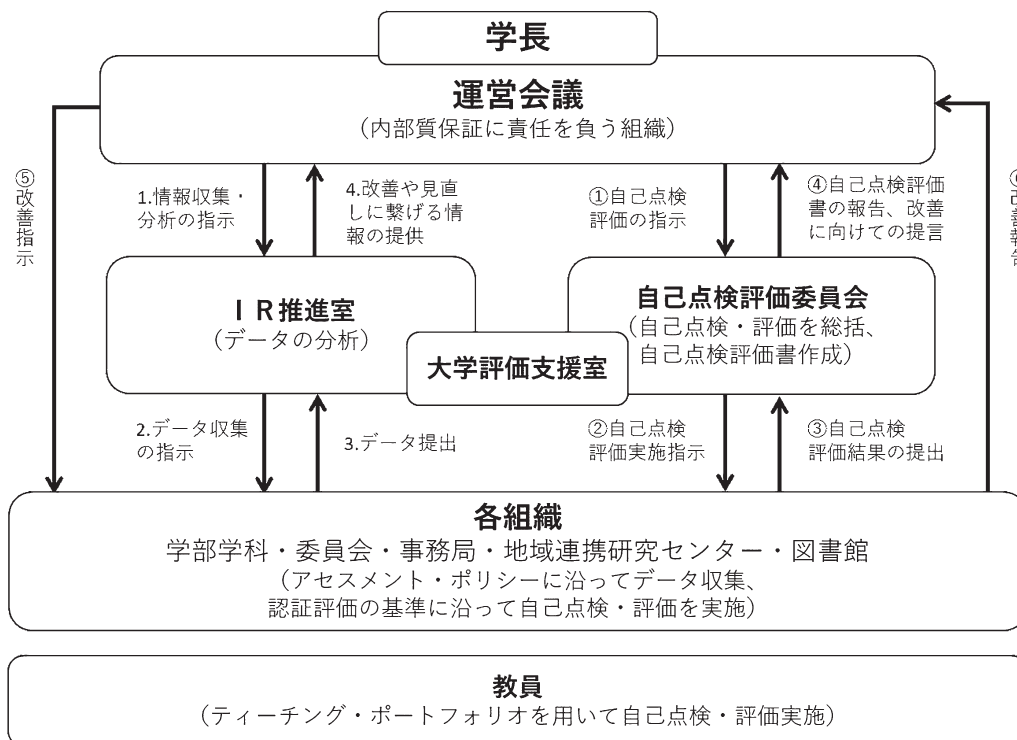 学長
運営会議
（内部質保証に責任を負う組織）
⑤改善指示
1.情報収集・
分析の指示
4.改善や見直
しに繋げる情
報の提供
①自己点検
評価の指示
④自己点検評価
書の報告、改善
に向けての提言
ＩＲ推進室
（データの分析）
自己点検評価委員会
（自己点検・評価を総括、
自己点検評価書作成）
大学評価支援室
2.データ収集
の指示
3.データ提出
②自己点検
評価実施指示
③自己点検
評価結果の提出
各組織
学部学科・委員会・事務局・地域連携研究センター・図書館
（アセスメント・ポリシーに沿ってデータ収集、
認証評価の基準に沿って自己点検・評価を実施）
教員
（ティーチング・ポートフォリオを用いて自己点検・評価実施）